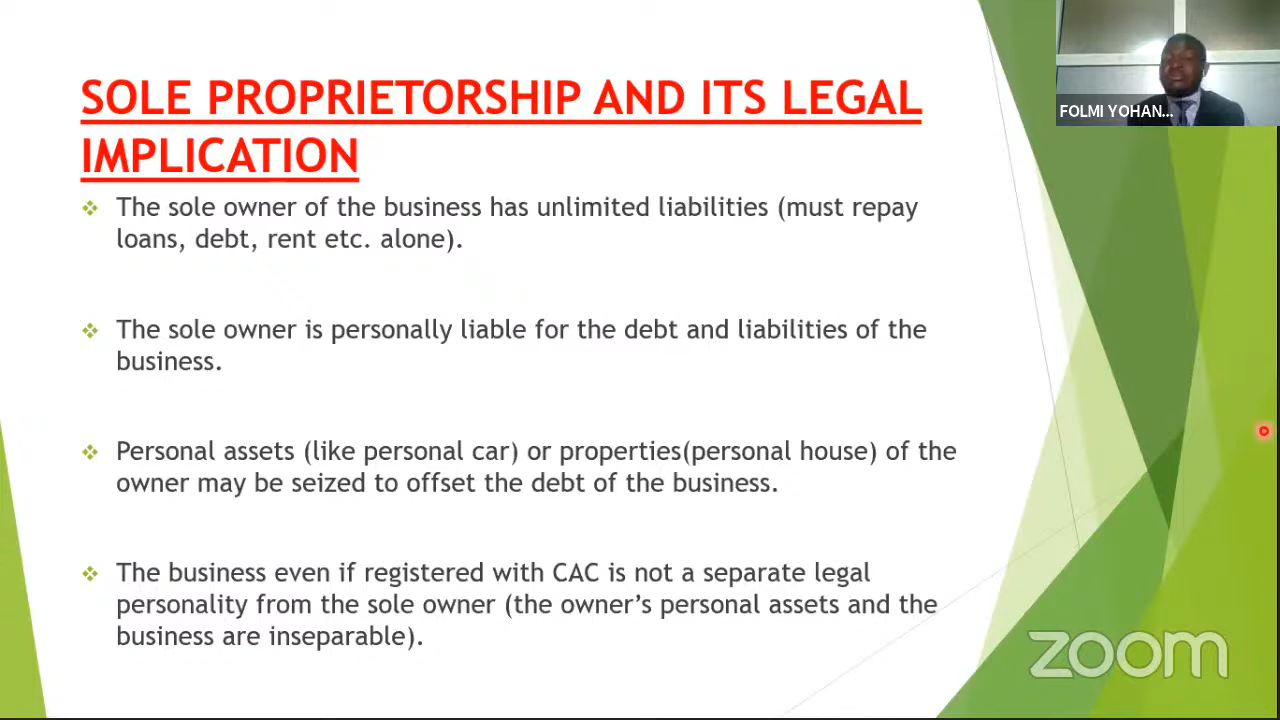 SOLE PROPRIETORSHIP AND ITS LEGAL
IMPLICATION
The sole owner of the business has unlimited liabilities (must repay
loans, debt, rent etc. alone).
The sole owner is personally liable for the debt and liabilities of the
business.
Personal assets (like personal car) or properties(personal house) of the
owner may be seized to offset the debt of the business.
The business even if registered with CAC is not a separate legal
personality from the sole owner (the owner’s personal assets and the
business are inseparable).
FOLMI YOHAN...
zoom